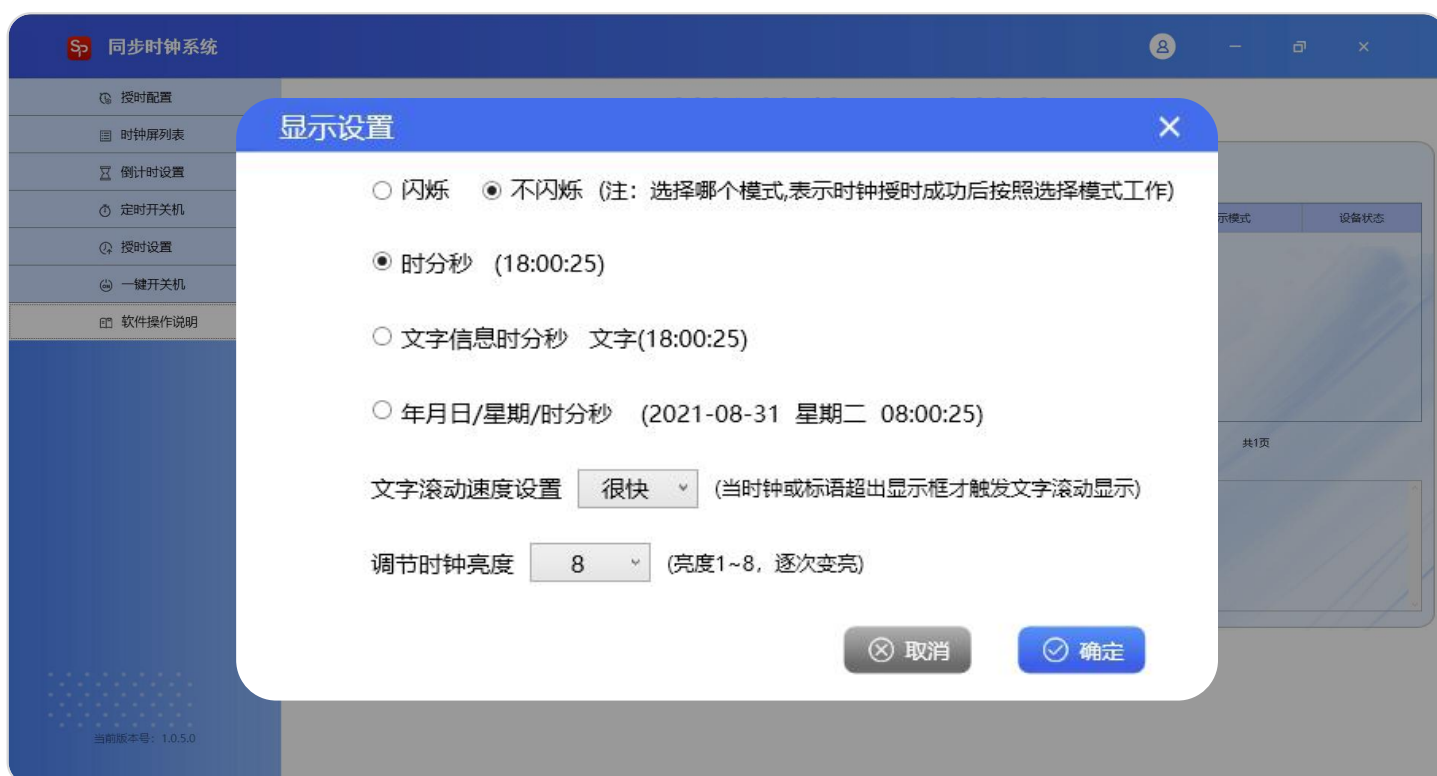 SP 同步时钟系统
授时配置
时钟屏列表
倒计时设置
定时开关机
授时设置
一键开关机
软件操作说明
当前版本号：1.0.5.0
显示设置
闪烁 不闪烁 (注：选择哪个模式,表示时钟授时成功后按照选择模式工作)
时分秒 (18:00:25)
文字信息时分秒 文字(18:00:25)
年月日/星期/时分秒 (2021-08-31 星期二 08:00:25)
文字滚动速度设置 很快 (当时钟或标语超出显示框才触发文字滚动显示)
调节时钟亮度 8 (亮度1~8，逐次变亮)
取消 确定
示模式 设备状态
共1页